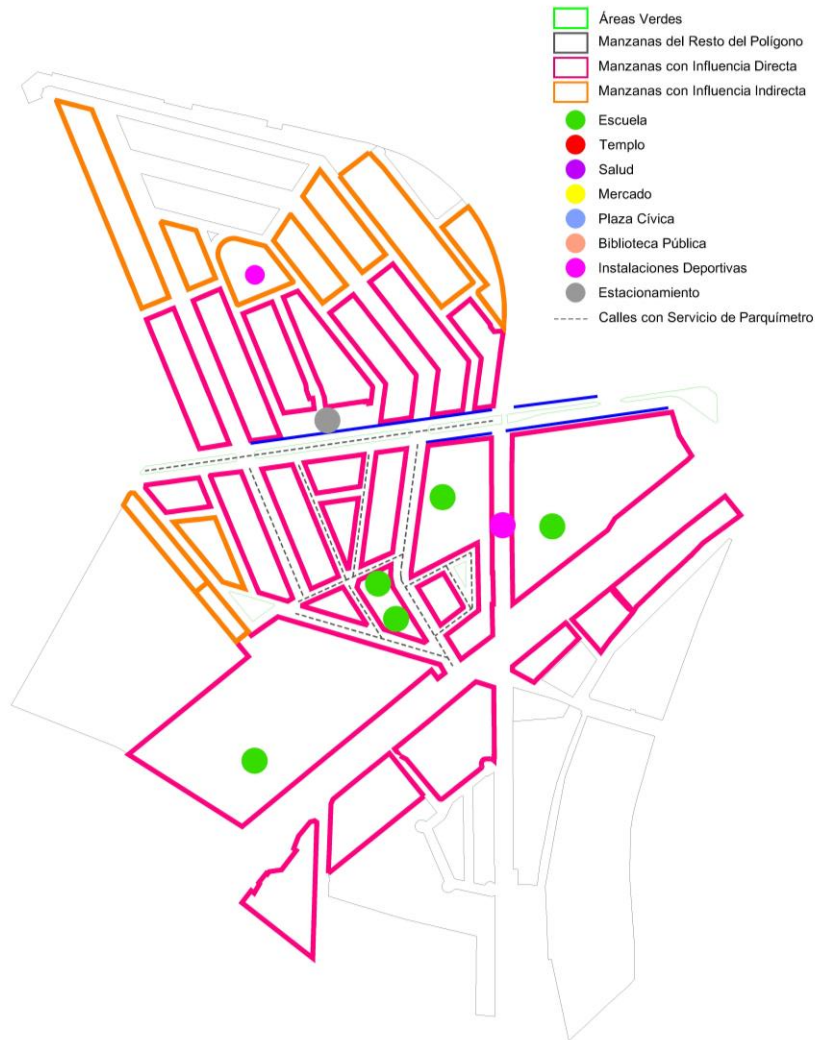 Áreas Verdes
Manzanas del Resto del Polígono
Manzanas con Influencia Directa
Manzanas con Influencia Indirecta
Escuela
Templo
Salud
Mercado
Plaza Cívica
Biblioteca Pública
Instalaciones Deportivas
Estacionamiento
Calles con Servicio de Parquímetro